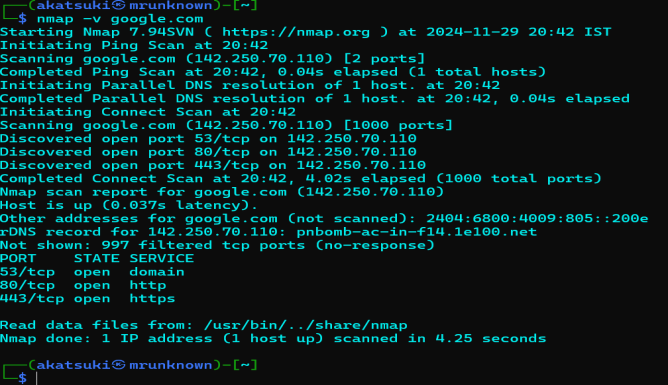 ┌──(akatsuki㉿mrunknown)-[~]
└─$ nmap -v google.com
Starting Nmap 7.94SVN ( https://nmap.org ) at 2024-11-29 20:42 IST
Initiating Ping Scan at 20:42
Scanning google.com (142.250.70.110) [2 ports]
Completed Ping Scan at 20:42, 0.04s elapsed (1 total hosts)
Initiating Parallel DNS resolution of 1 host. at 20:42
Completed Parallel DNS resolution of 1 host. at 20:42, 0.04s elapsed
Initiating Connect Scan at 20:42
Scanning google.com (142.250.70.110) [1000 ports]
Discovered open port 53/tcp on 142.250.70.110
Discovered open port 80/tcp on 142.250.70.110
Discovered open port 443/tcp on 142.250.70.110
Completed Connect Scan at 20:42, 4.02s elapsed (1000 total ports)
Nmap scan report for google.com (142.250.70.110)
Host is up (0.037s latency).
Other addresses for google.com (not scanned): 2404:6800:4009:805::200e
rDNS record for 142.250.70.110: pnbomb-ac-in-f14.1e100.net
Not shown: 997 filtered tcp ports (no-response)
PORT    STATE SERVICE
53/tcp  open  domain
80/tcp  open  http
443/tcp open  https
Read data files from: /usr/bin/../share/nmap
Nmap done: 1 IP address (1 host up) scanned in 4.25 seconds
┌──(akatsuki㉿mrunknown)-[~]
└─$